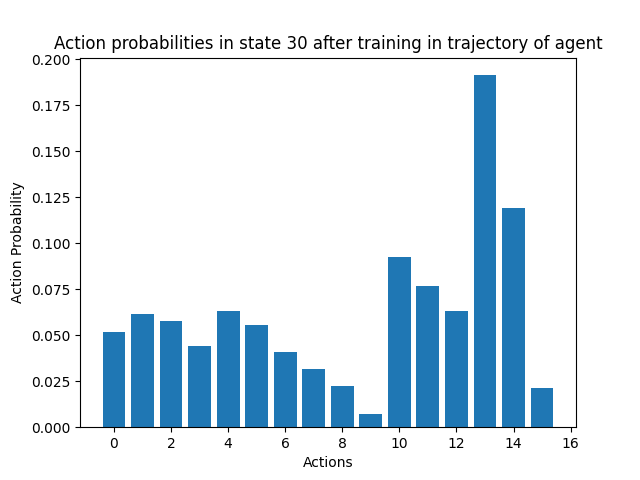 Action probabilities in state 30 after training in trajectory of agent
0.200
0.175
0.150
0.125
0.100
0.075
0.050
0.025
0.000
Action Probability
0 2 4 6 8 10 12 14 16
Actions